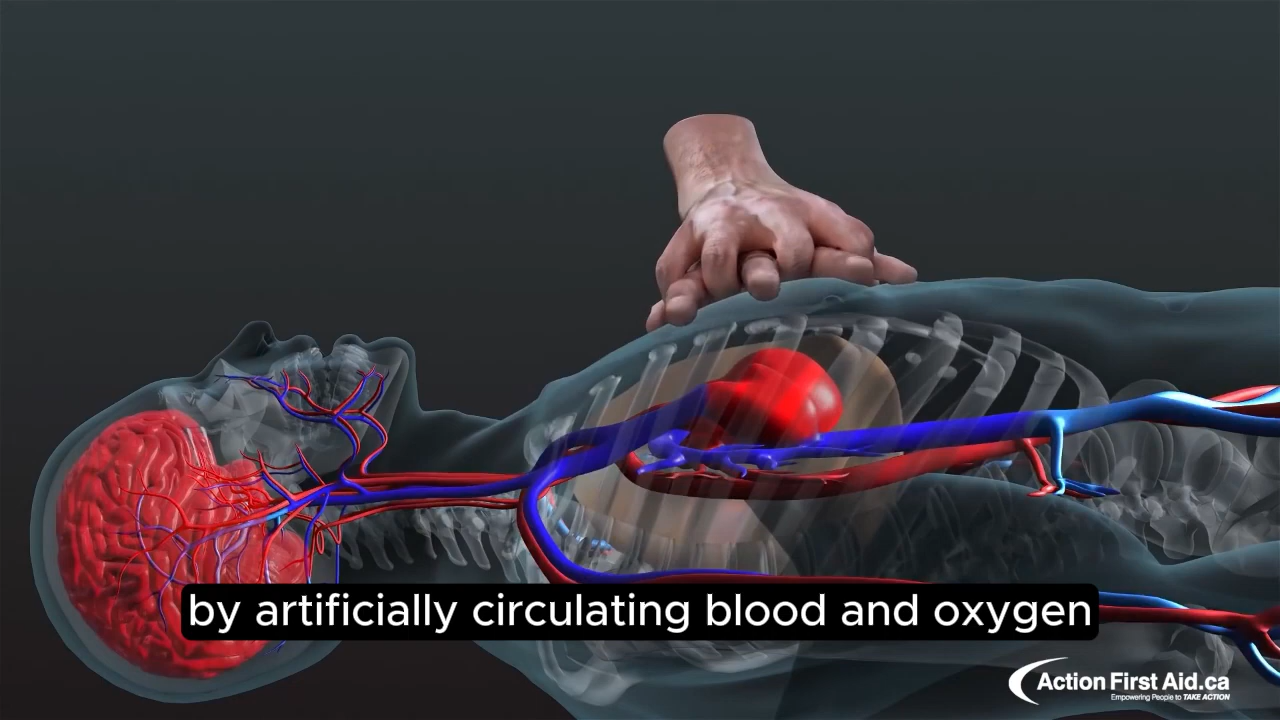 by artificially circulating blood and oxygen
Action First Aid.ca
Empowering People to TAKE ACTION